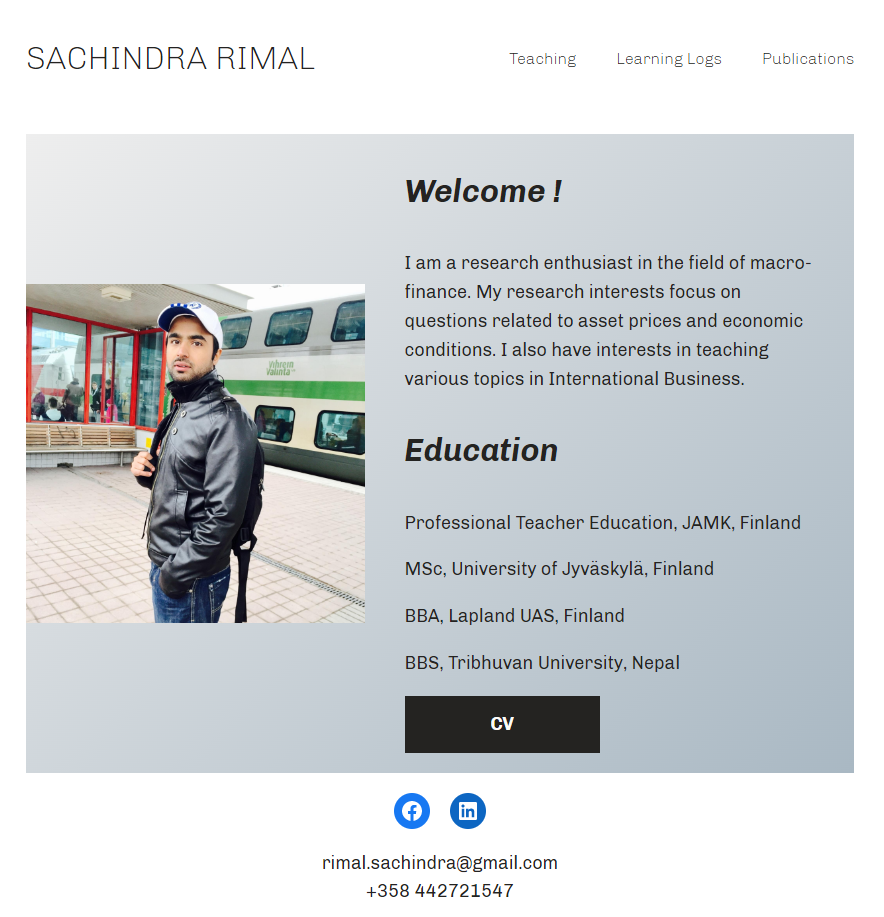 SACHINDRA RIMAL
Teaching
Learning Logs
Publications
Welcome !
I am a research enthusiast in the field of macro-
finance. My research interests focus on
questions related to asset prices and economic
conditions. I also have interests in teaching
various topics in International Business.
Education
Professional Teacher Education, JAMK, Finland
MSc, University of Jyväskylä, Finland
BBA, Lapland UAS, Finland
BBS, Tribhuvan University, Nepal
CV
Vihrein
Valinta
in
rimal.sachindra@gmail.com
+358 442721547